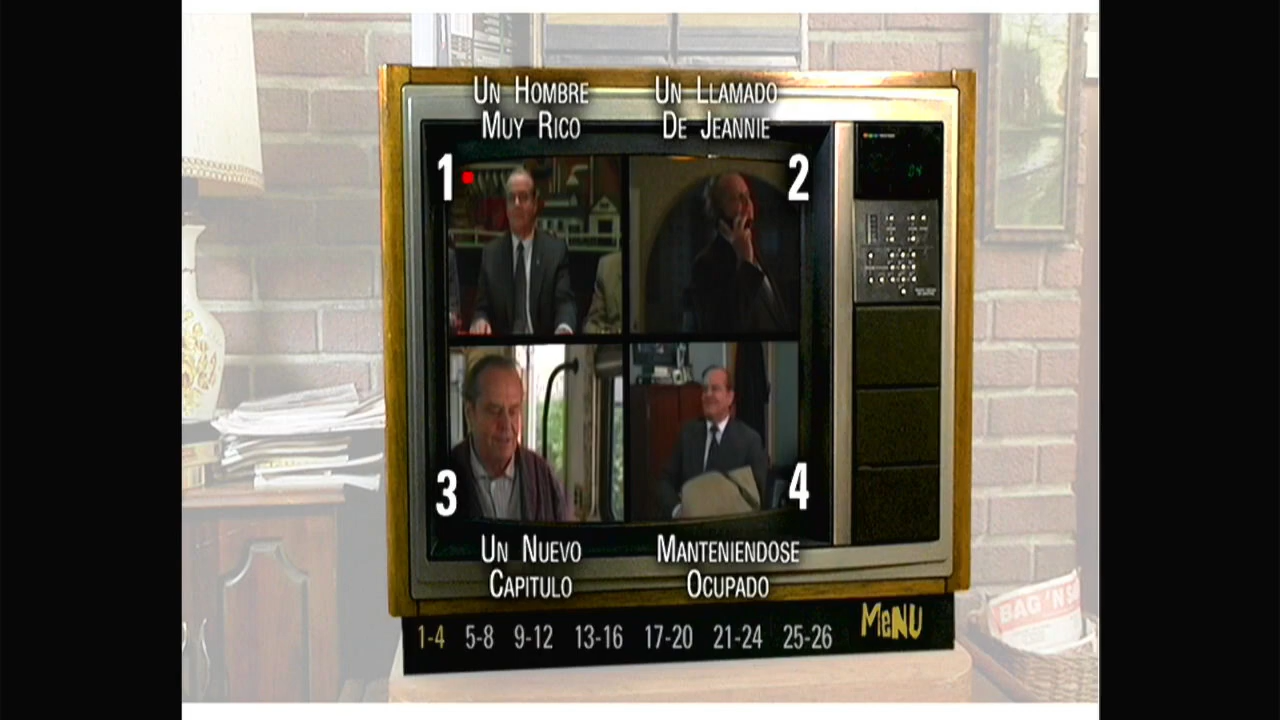 Un Hombre
Muy Rico
Un Llamado
De Jeannie
1
2
04
3
4
Un Nuevo
Capitulo
Manteniendose
Ocupado
1-4 5-8 9-12 13-16 17-20 21-24 25-26
MeNU
BAG 'N